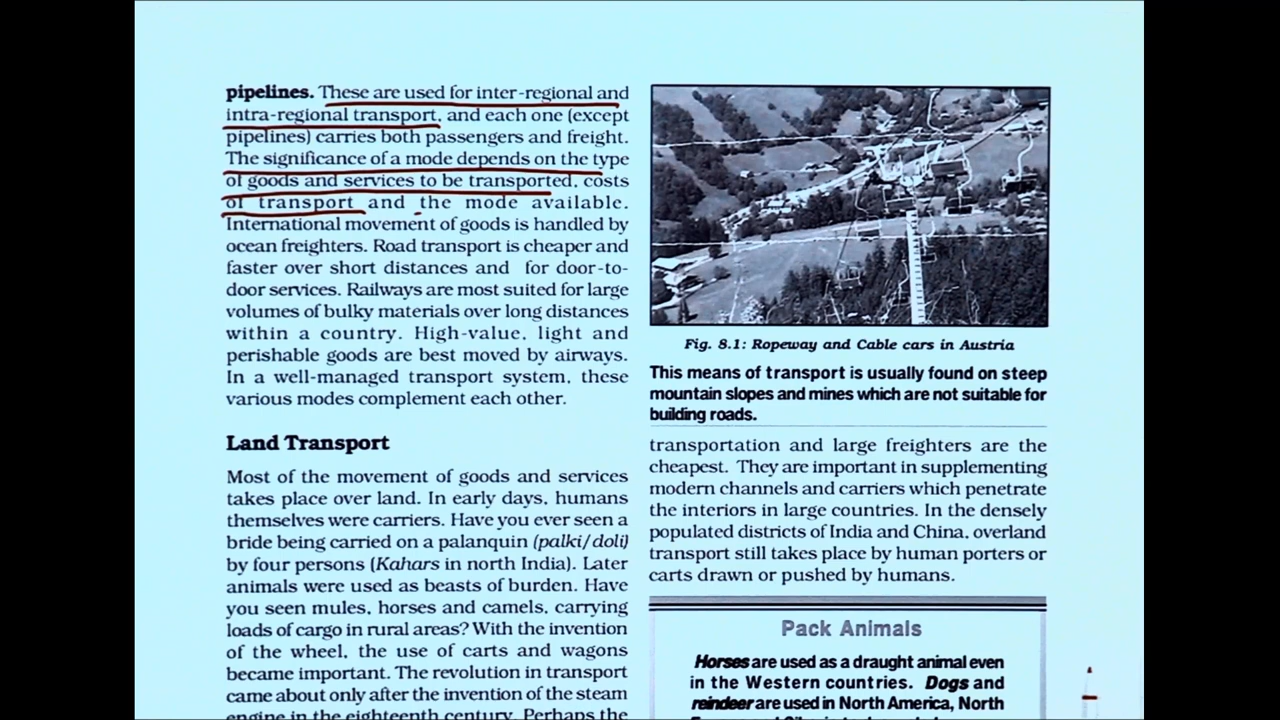 pipelines. These are used for inter-regional and
intra-regional transport, and each one (except
pipelines) carries both passengers and freight.
The significance of a mode depends on the type
of goods and services to be transported, costs
of transport and the mode available.
International movement of goods is handled by
ocean freighters. Road transport is cheaper and
faster over short distances and for door-to-
door services. Railways are most suited for large
volumes of bulky materials over long distances
within a country. High-value, light and
perishable goods are best moved by airways.
In a well-managed transport system, these
various modes complement each other.
Land Transport
Most of the movement of goods and services
takes place over land. In early days, humans
themselves were carriers. Have you ever seen a
bride being carried on a palanquin (palki/doli)
by four persons (Kahars in north India). Later
animals were used as beasts of burden. Have
you seen mules, horses and camels, carrying
loads of cargo in rural areas? With the invention
of the wheel, the use of carts and wagons
became important. The revolution in transport
came about only after the invention of the steam
engine in the eighteenth century. Perhaps the
Fig. 8.1: Ropeway and Cable cars in Austria
This means of transport is usually found on steep
mountain slopes and mines which are not suitable for
building roads.
transportation and large freighters are the
cheapest. They are important in supplementing
modern channels and carriers which penetrate
the interiors in large countries. In the densely
populated districts of India and China, overland
transport still takes place by human porters or
carts drawn or pushed by humans.
Pack Animals
Horses are used as a draught animal even
in the Western countries. Dogs and
reindeer are used in North America, North